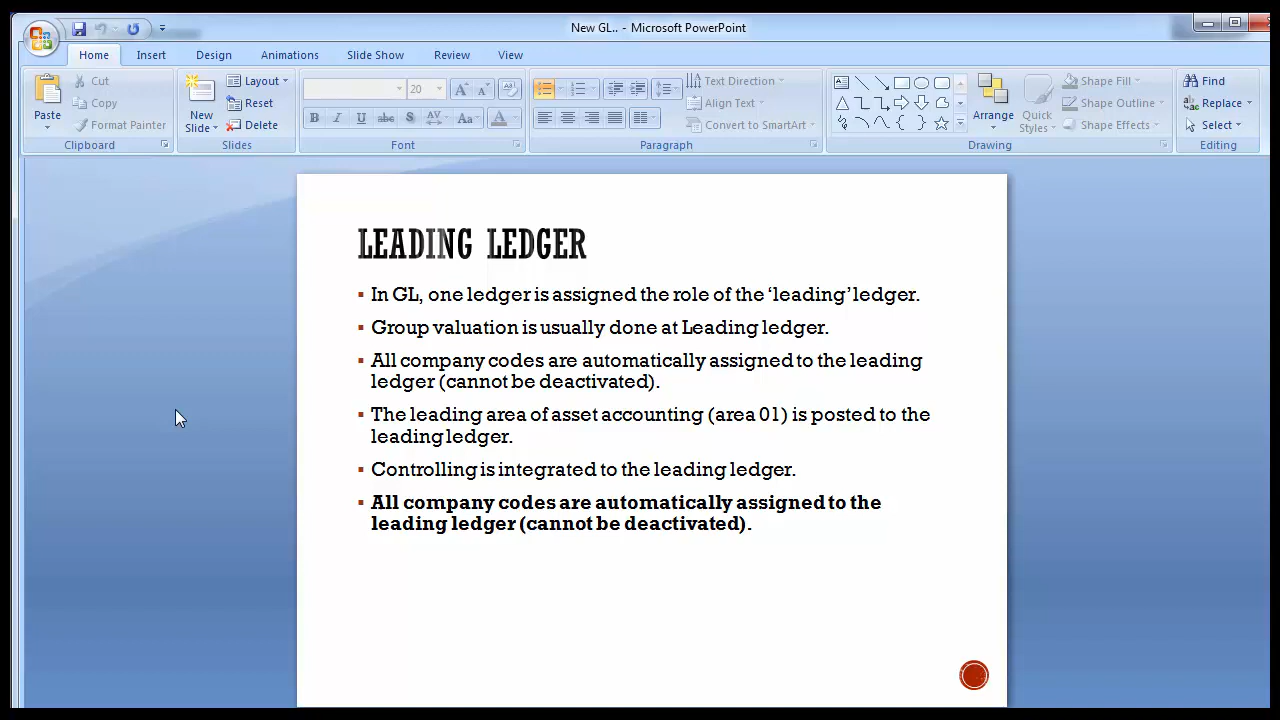 New GL.. - Microsoft PowerPoint
Home Insert Design Animations Slide Show Review View
Paste
Cut
Copy
Format Painter
Clipboard
New
Slide
Layout
Reset
Delete
Slides
20
B I U abc S AV Aa A
Font
Text Direction
Align Text
Convert to SmartArt
Paragraph
Arrange
Quick
Styles
Shape Fill
Shape Outline
Shape Effects
Drawing
Find
Replace
Select
Editing
LEADING LEDGER
▪ In GL, one ledger is assigned the role of the ‘leading’ ledger.
▪ Group valuation is usually done at Leading ledger.
▪ All company codes are automatically assigned to the leading
ledger (cannot be deactivated).
▪ The leading area of asset accounting (area 01) is posted to the
leading ledger.
▪ Controlling is integrated to the leading ledger.
▪ All company codes are automatically assigned to the
leading ledger (cannot be deactivated).